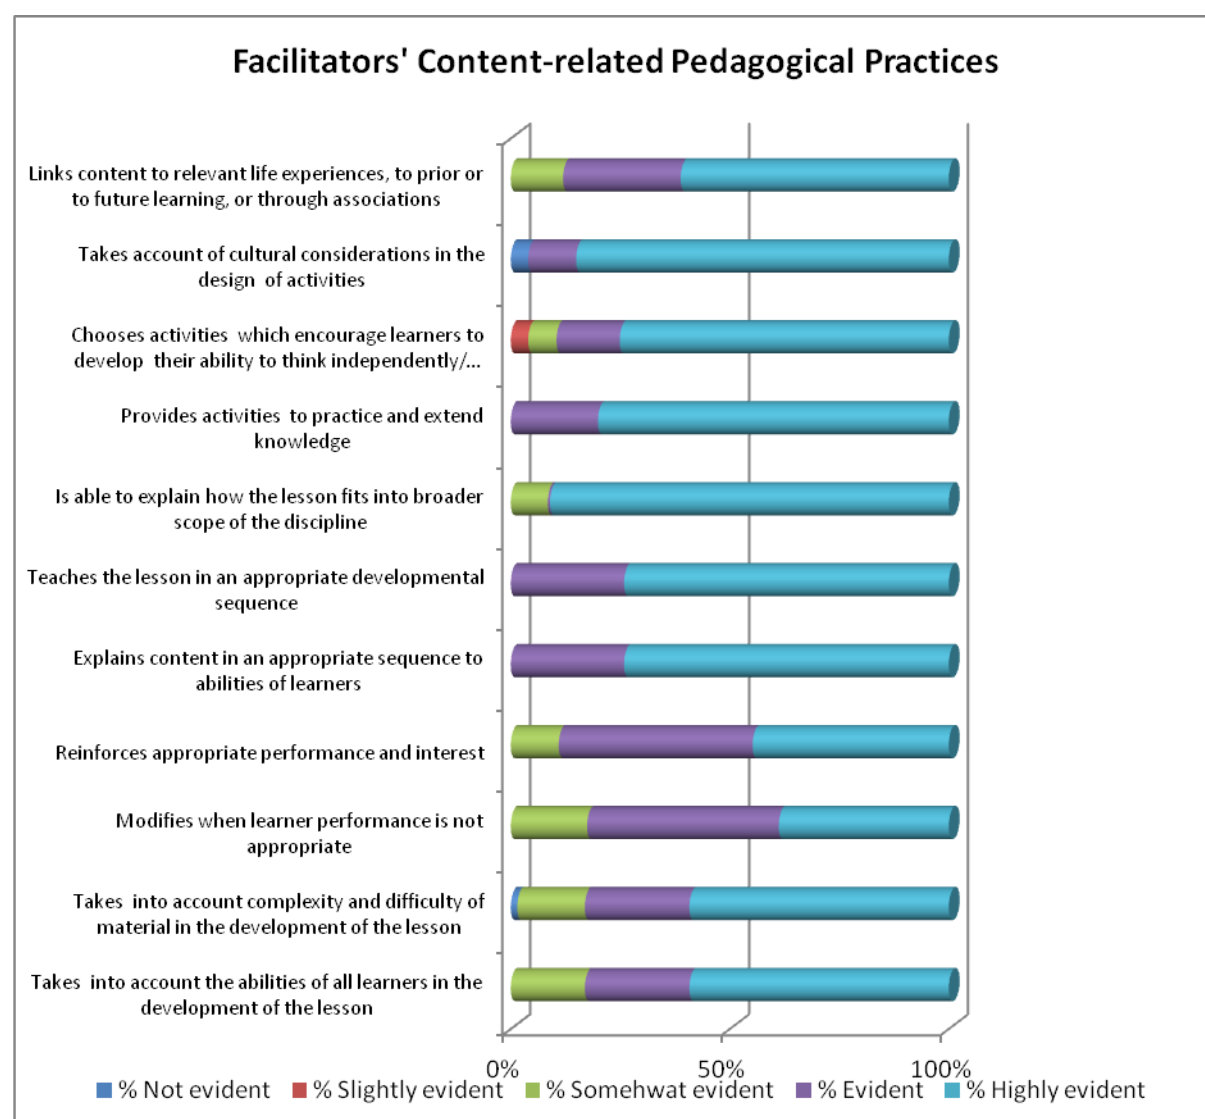 Facilitators' Content-related Pedagogical Practices
Links content to relevant life experiences, to prior or
to future learning, or through associations
Takes account of cultural considerations in the
design of activities
Chooses activities which encourage learners to
develop their ability to think independently/...
Provides activities to practice and extend
knowledge
Is able to explain how the lesson fits into broader
scope of the discipline
Teaches the lesson in an appropriate developmental
sequence
Explains content in an appropriate sequence to
abilities of learners
Reinforces appropriate performance and interest
Modifies when learner performance is not
appropriate
Takes into account complexity and difficulty of
material in the development of the lesson
Takes into account the abilities of all learners in the
development of the lesson
0% 50% 100%
% Not evident % Slightly evident % Somehwat evident % Evident % Highly evident